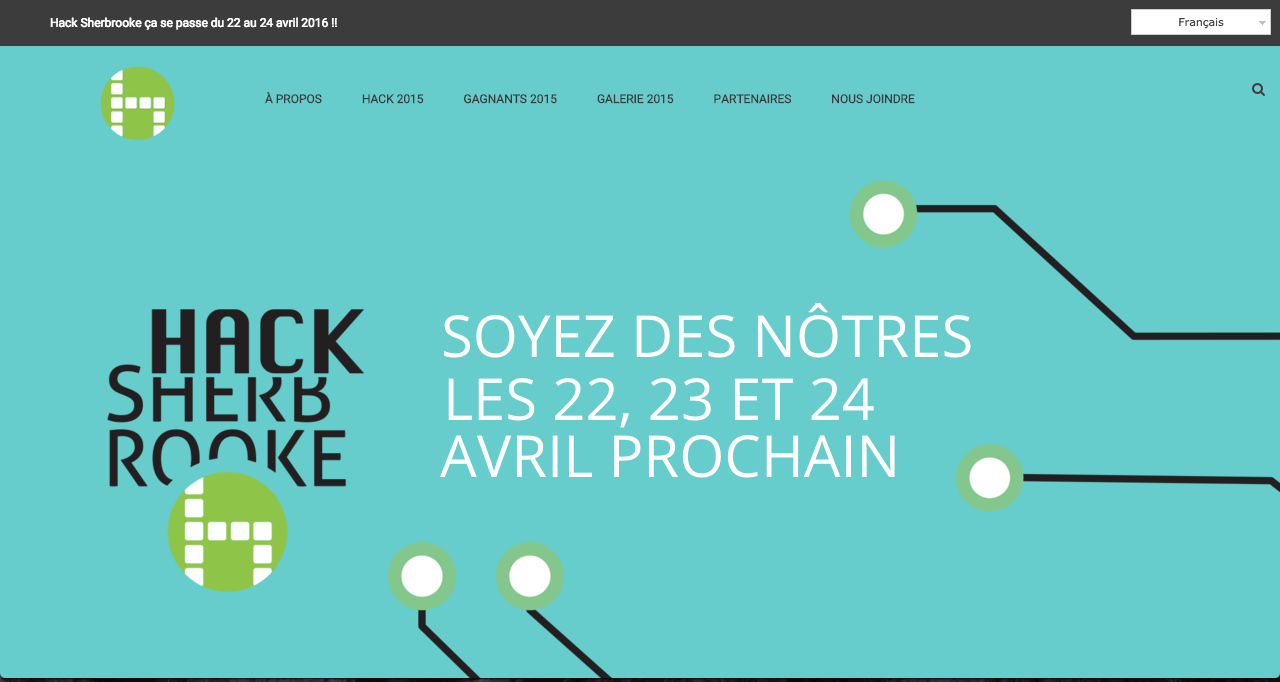 Hack Sherbrooke ça se passe du 22 au 24 avril 2016 !!
Français
À PROPOS
HACK 2015
GAGNANTS 2015
GALERIE 2015
PARTENAIRES
NOUS JOINDRE
HACK
SHERB
ROOKE
SOYEZ DES NÔTRES
LES 22, 23 ET 24
AVRIL PROCHAIN